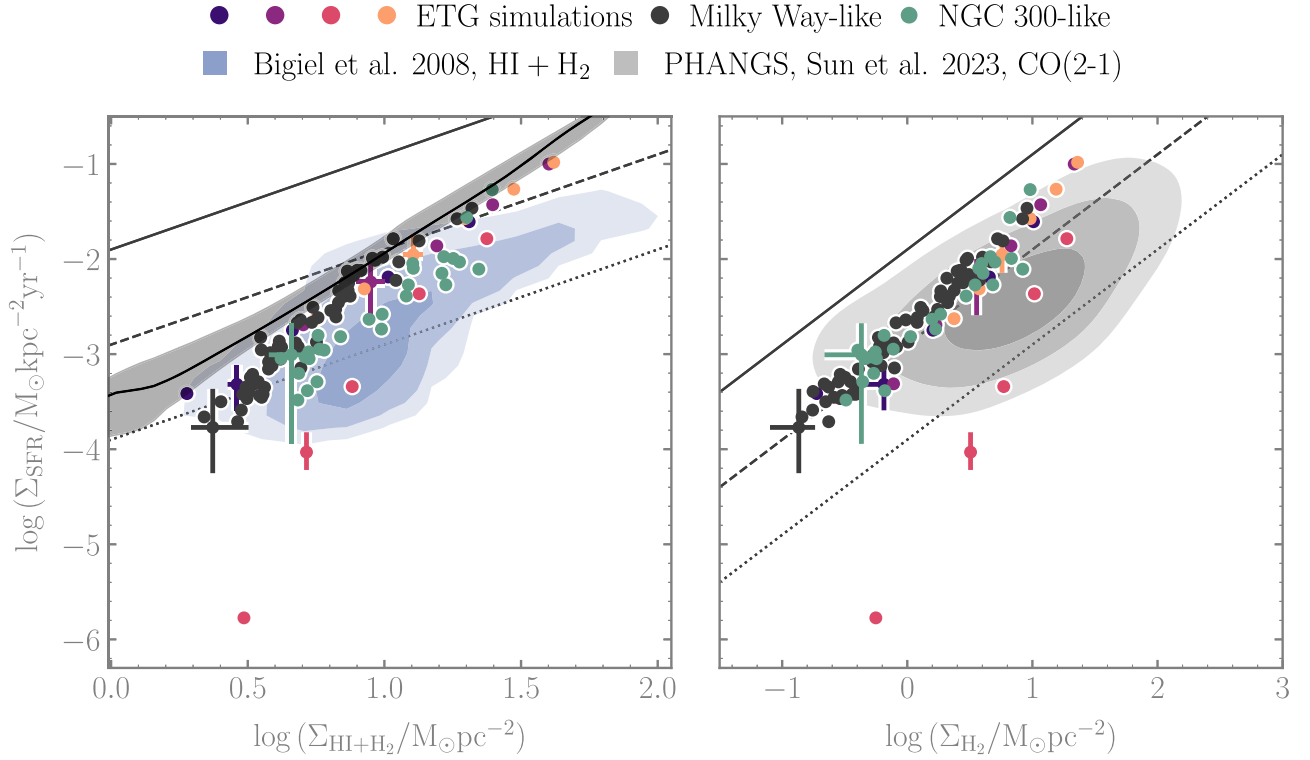 ETG simulations Milky Way-like NGC 300-like
Bigiel et al. 2008, HI + H₂ PHANGS, Sun et al. 2023, CO(2-1)
log (Σ_SFR/M⊙kpc⁻²yr⁻¹)
−1
−2
−3
−4
−5
−6
0.0 0.5 1.0 1.5 2.0
log (Σ_HI+H₂/M⊙pc⁻²)
−1 0 1 2 3
log (Σ_H₂/M⊙pc⁻²)